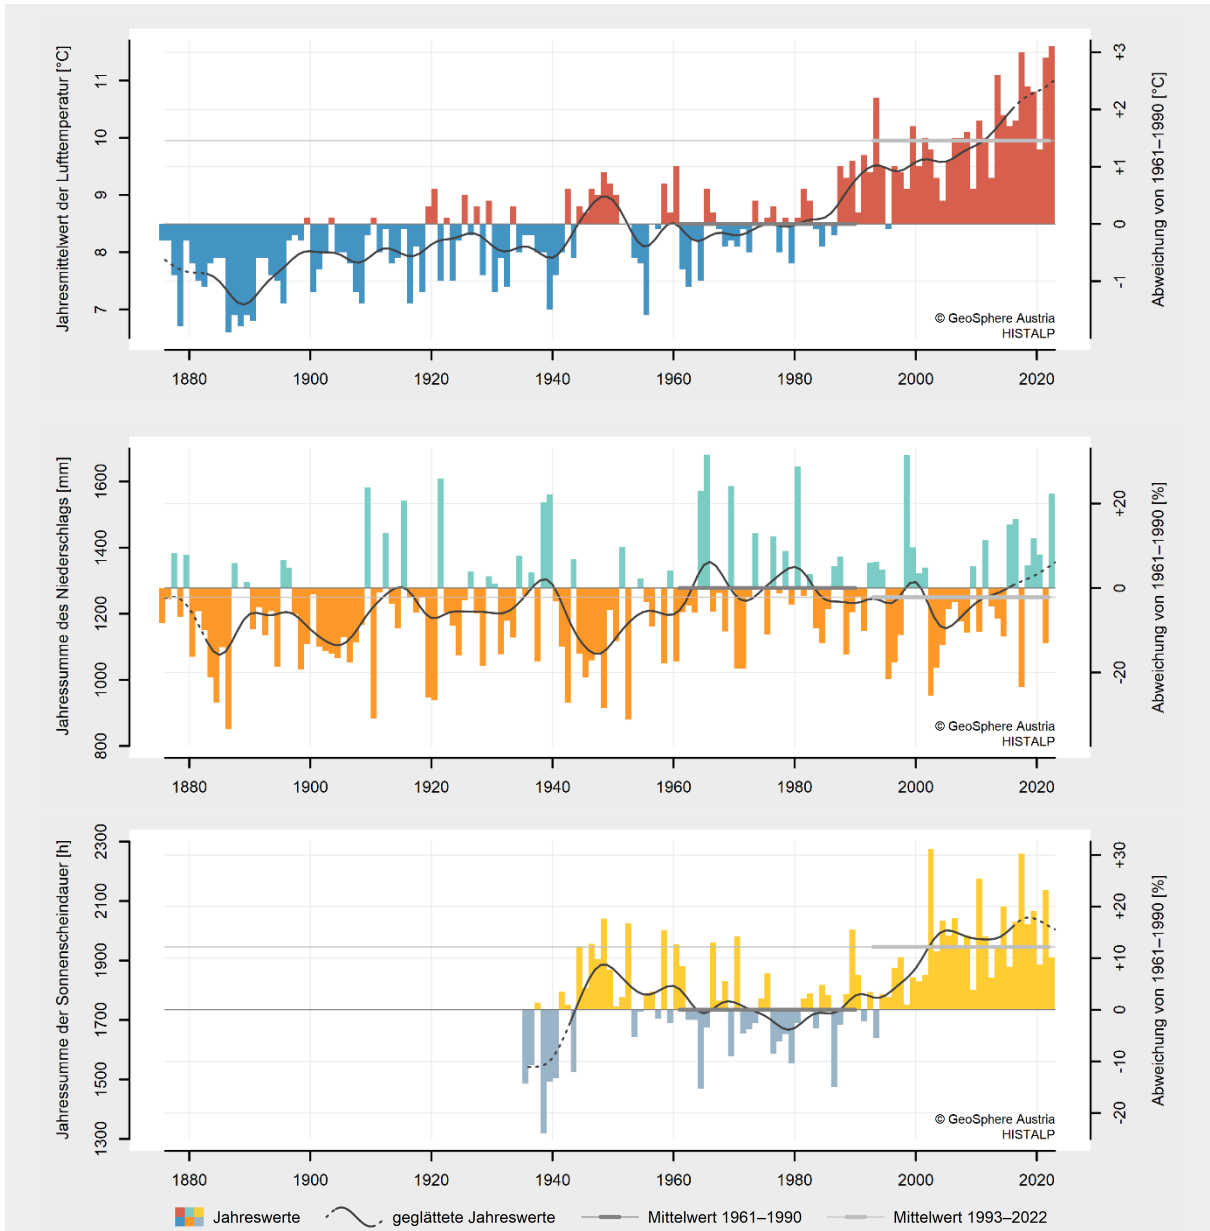 Jahresmittelwert der Lufttemperatur [°C]
7
8
9
10
11
-1
0
+1
+2
+3
Abweichung von 1961–1990 [°C]
© GeoSphere Austria
HISTALP
1880 1900 1920 1940 1960 1980 2000 2020
Jahressumme des Niederschlags [mm]
800
1000
1200
1400
1600
-20
0
+20
Abweichung von 1961–1990 [%]
© GeoSphere Austria
HISTALP
1880 1900 1920 1940 1960 1980 2000 2020
Jahressumme der Sonnenscheindauer [h]
1300
1500
1700
1900
2100
2300
-20
-10
0
+10
+20
+30
Abweichung von 1961–1990 [%]
© GeoSphere Austria
HISTALP
1880 1900 1920 1940 1960 1980 2000 2020
Jahreswerte geglättete Jahreswerte Mittelwert 1961–1990 Mittelwert 1993–2022